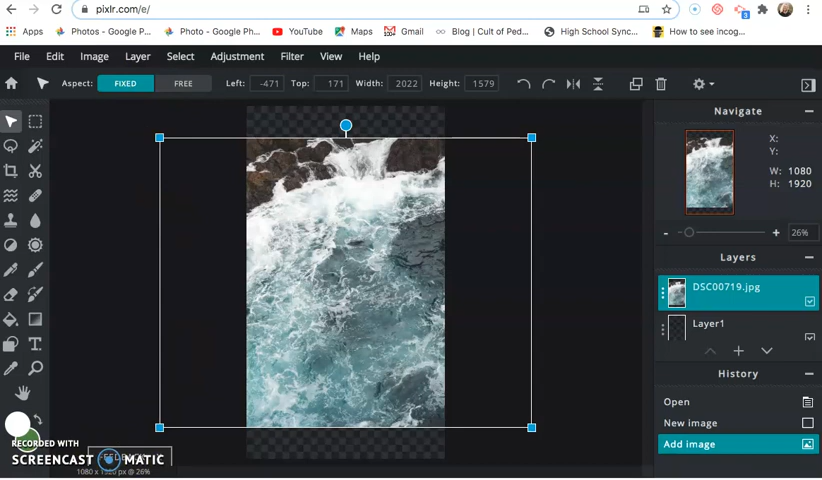 pixlr.com/e/
3
Apps Photos - Google P... Photo - Google Ph... YouTube Maps Gmail Blog | Cult of Ped... High School Sync... How to see incog...
File Edit Image Layer Select Adjustment Filter View Help
Aspect: FIXED FREE Left: -471 Top: 171 Width: 2022 Height: 1579
Navigate
X:
Y:
W: 1080
H: 1920
- + 26%
Layers
DSC00719.jpg
Layer1
History
Open
New image
Add image
RECORDED WITH
SCREENCAST MATIC
FEEDBACK
1080 x 1920 px @ 26%